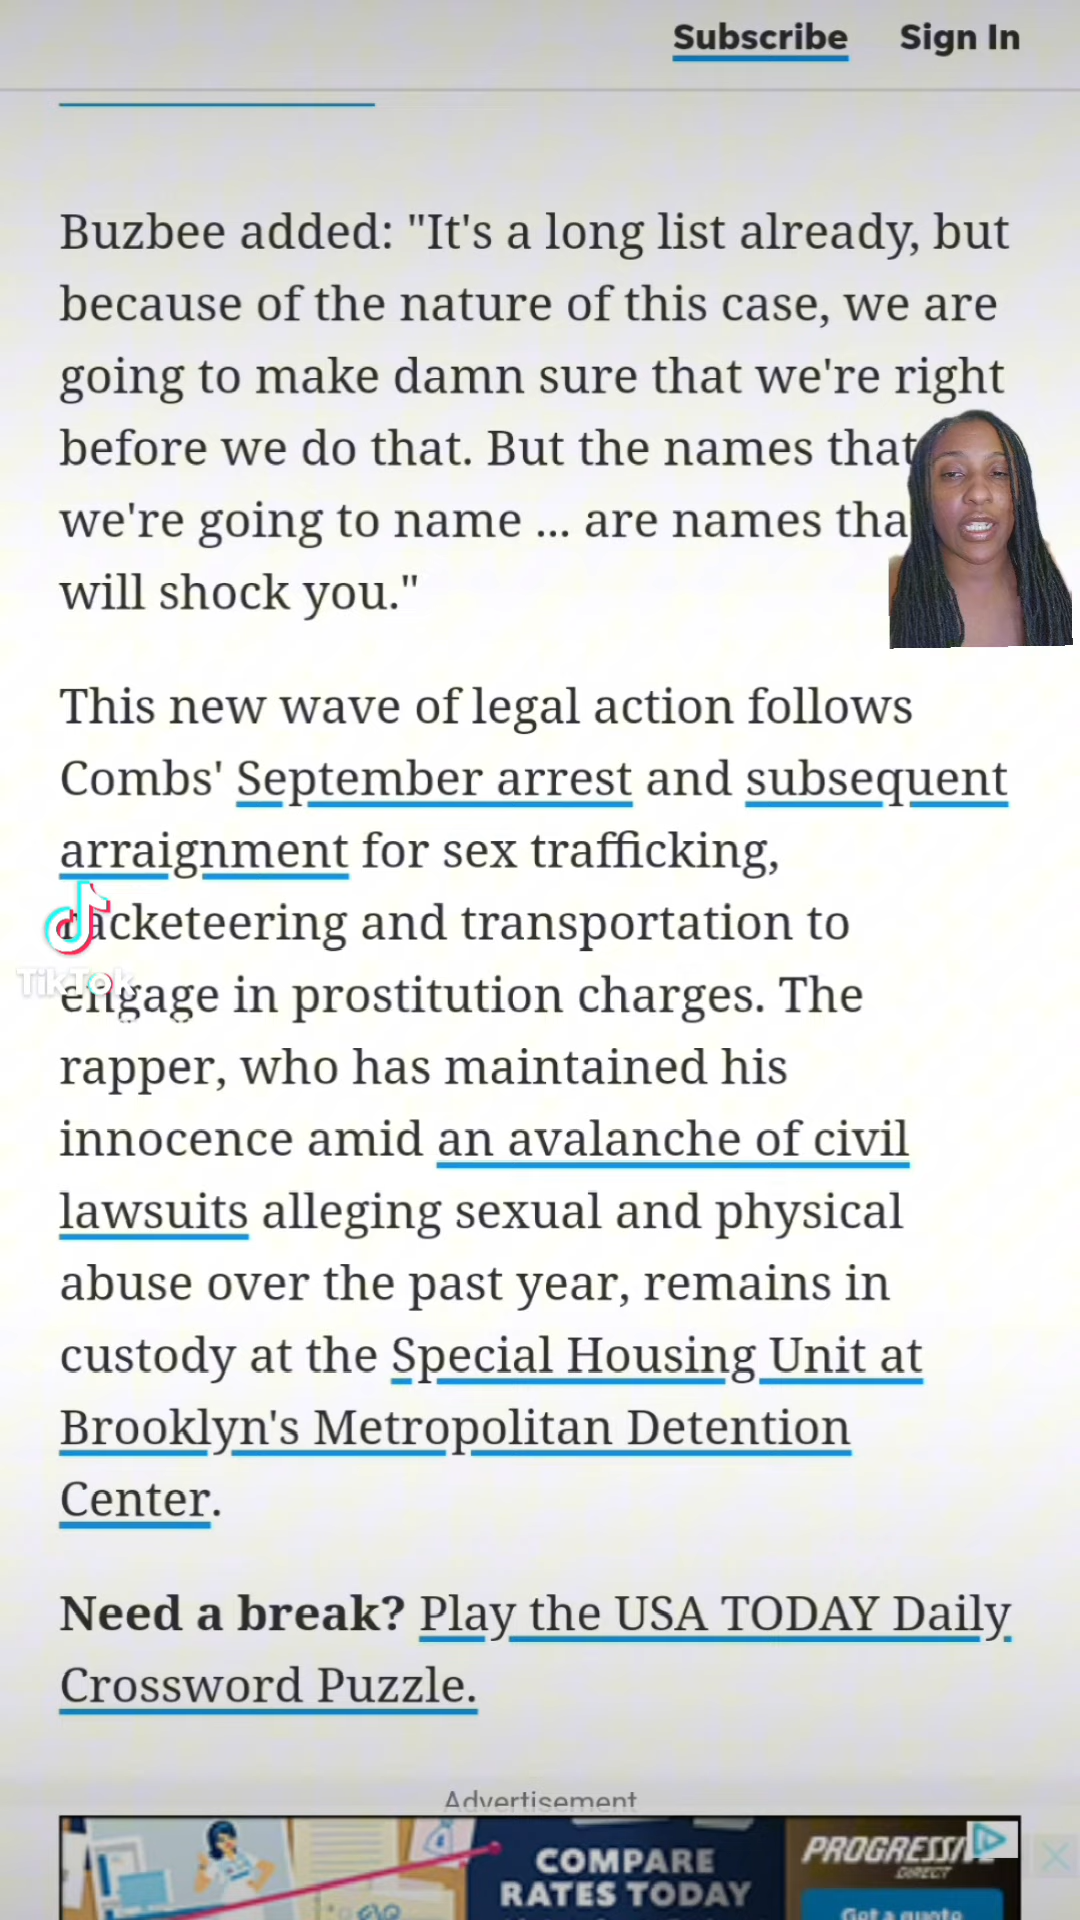 Subscribe Sign In
Buzbee added: "It's a long list already, but
because of the nature of this case, we are
going to make damn sure that we're right
before we do that. But the names that
we're going to name ... are names tha
will shock you."
This new wave of legal action follows
Combs' September arrest and subsequent
arraignment for sex trafficking,
racketeering and transportation to
TikTok
engage in prostitution charges. The
rapper, who has maintained his
innocence amid an avalanche of civil
lawsuits alleging sexual and physical
abuse over the past year, remains in
custody at the Special Housing Unit at
Brooklyn's Metropolitan Detention
Center.
Need a break? Play the USA TODAY Daily
Crossword Puzzle.
Advertisement
COMPARE
RATES TODAY
PROGRESSIVE
DIRECT
Get a quote